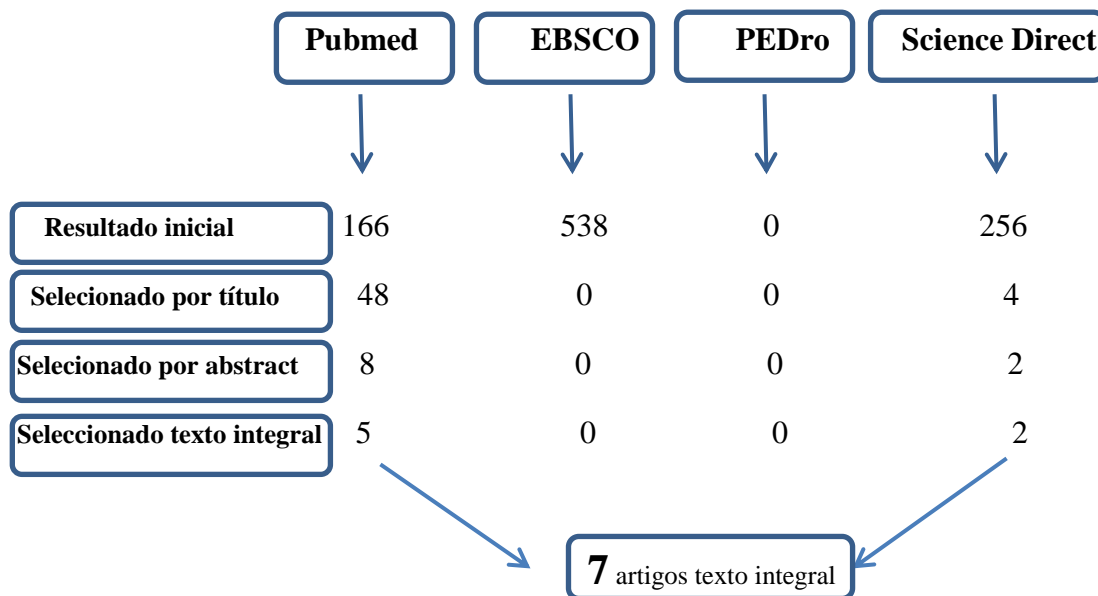 Pubmed EBSCO PEDro Science Direct
Resultado inicial 166 538 0 256
Selecionado por título 48 0 0 4
Selecionado por abstract 8 0 0 2
Seleccionado texto integral 5 0 0 2
7 artigos texto integral